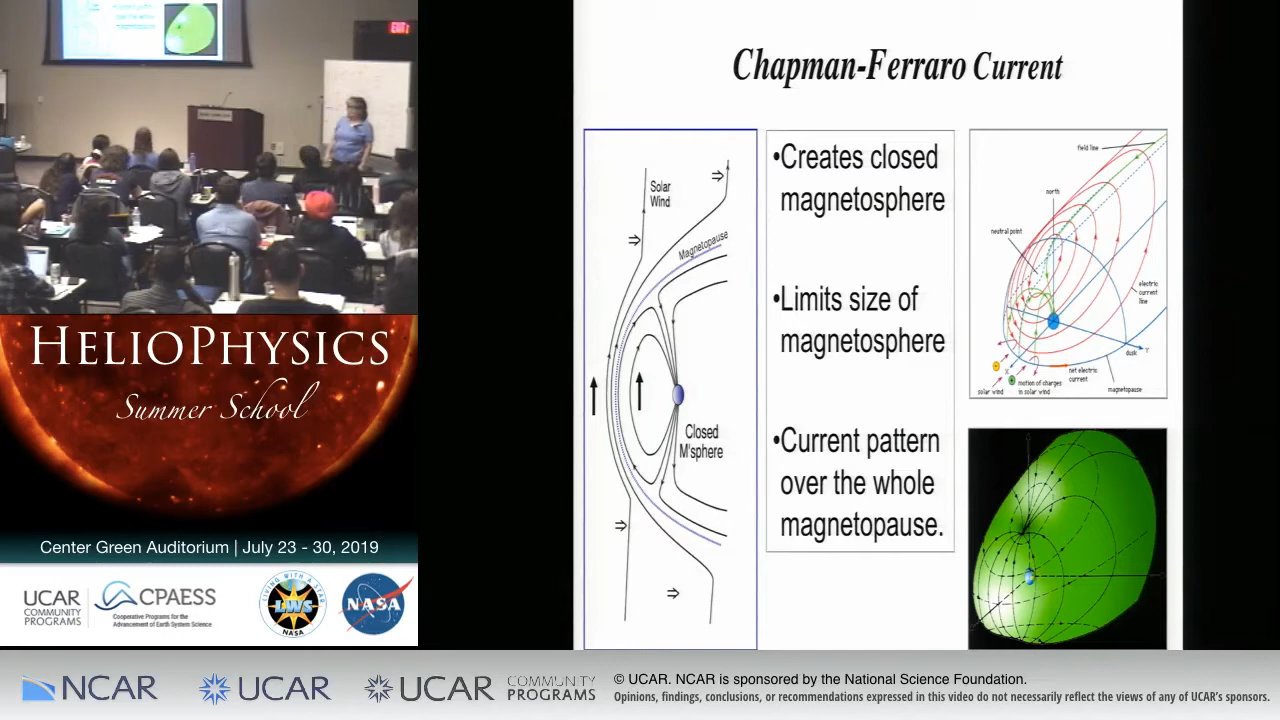 EXIT
HELIOPHYSICS
Summer School
Center Green Auditorium | July 23 - 30, 2019
UCAR
COMMUNITY
PROGRAMS
CPAESS
Cooperative Programs for the
Advancement of Earth System Science
LIVING WITH A STAR
LWS
NASA
NASA
Chapman-Ferraro Current
Solar
Wind
Magnetopause
Closed
M'sphere
•Creates closed
magnetosphere
•Limits size of
magnetosphere
•Current pattern
over the whole
magnetopause.
field line
north
neutral point
electric
current
line
dusk
Y
X
net electric
current
magnetopause
solar wind
motion of charges
in solar wind
NCAR
UCAR
UCAR
COMMUNITY
PROGRAMS
© UCAR. NCAR is sponsored by the National Science Foundation.
Opinions, findings, conclusions, or recommendations expressed in this video do not necessarily reflect the views of any of UCAR's sponsors.